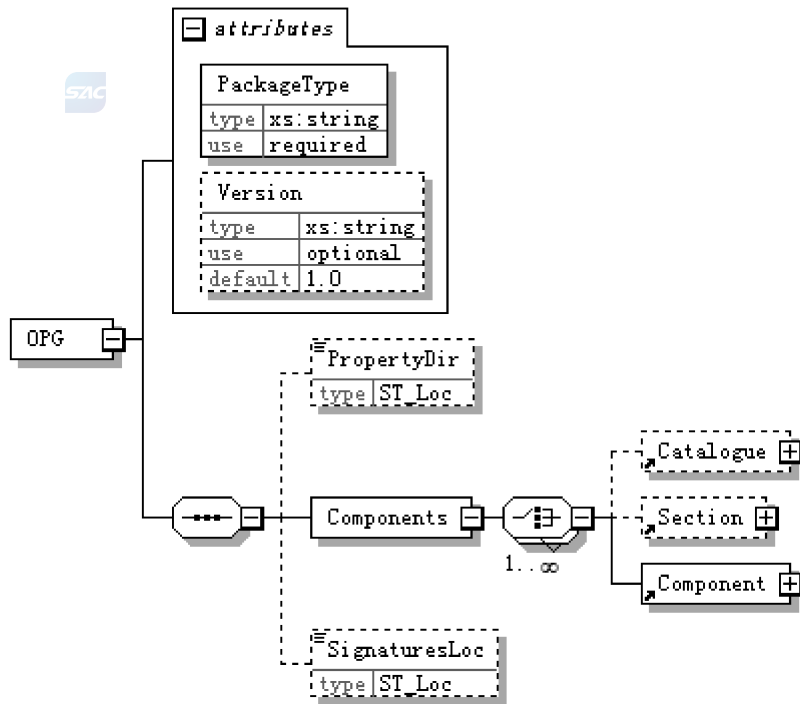 attributes
PackageType
type xs:string
use required
Version
type xs:string
use optional
default 1.0
SAC
OPG
PropertyDir
type ST_Loc
Components
1..∞
Catalogue
Section
Component
SignaturesLoc
type ST_Loc